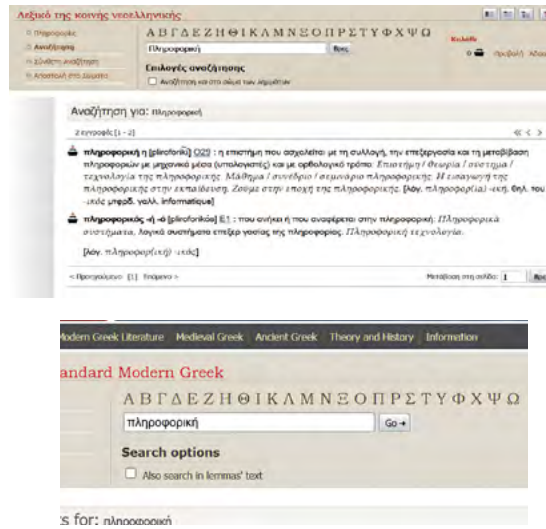 Λεξικό της κοινής νεοελληνικής
Πληροφορίες
Αναζήτηση
Σύνθετη αναζήτηση
Αποστολή στο Σώματα
Α Β Γ Δ Ε Ζ Η Θ Ι Κ Λ Μ Ν Ξ Ο Π Ρ Σ Τ Υ Φ Χ Ψ Ω
Πληροφορική
Επιλογές αναζήτησης
Αναζήτηση και στο σώμα των λημμάτων
Καλάθι
0
Προβολή
Αναζήτηση για: πληροφορική
2 εγγραφές [1 - 2]
πληροφορική η [pliroforikí] Ο29 : η επιστήμη που ασχολείται με τη συλλογή, την επεξεργασία και τη μεταβίβαση
πληροφοριών με μηχανικά μέσα (υπολογιστές) και με ορθολογικό τρόπο: Επιστήμη / θεωρία / σύστημα /
τεχνολογία της πληροφορικής. Μάθημα / συνέδριο / σεμινάριο πληροφορικής. Η εισαγωγή της
πληροφορικής στην εκπαίδευση. Ζούμε στην εποχή της πληροφορικής. [λόγ. πληροφορ(ία) -ική, θηλ. του
-ικός μτφρδ. γαλλ. informatique]
πληροφορικός -ή -ό [pliroforikós] Ε1 : που ανήκει ή που αναφέρεται στην πληροφορική: Πληροφορικά
συστήματα, λογικά συστήματα επεξεργασίας της πληροφορίας. Πληροφορική τεχνολογία.
[λόγ. πληροφορ(ική) -ικός]
< Προηγούμενο [1] Επόμενο >
Μετάβαση στη σελίδα: 1
Modern Greek Literature Medieval Greek Ancient Greek Theory and History Information
andard Modern Greek
Α Β Γ Δ Ε Ζ Η Θ Ι Κ Λ Μ Ν Ξ Ο Π Ρ Σ Τ Υ Φ Χ Ψ Ω
πληροφορική
Go
Search options
Also search in lemmas' text
s for: πληροφορική